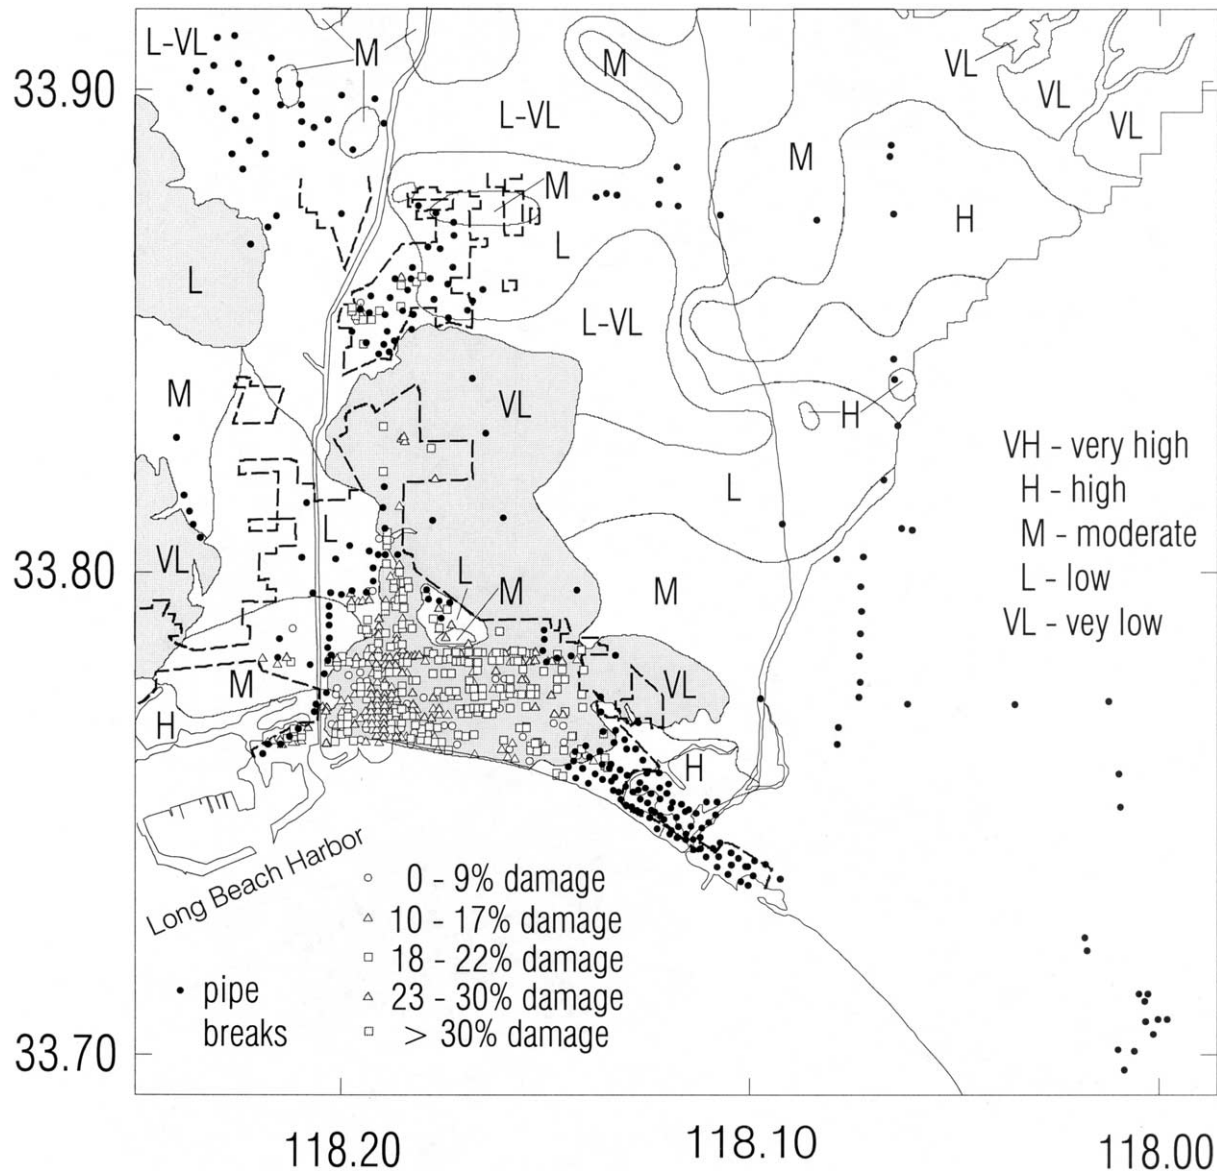 L-VL
M
M
VL
VL
VL
33.90
L-VL
M
M
H
L
L
L-VL
M
VL
H
VH - very high
H - high
M - moderate
L - low
VL - vey low
L
L
VL
33.80
L
M
M
M
VL
H
H
Long Beach Harbor
0 - 9% damage
10 - 17% damage
18 - 22% damage
23 - 30% damage
> 30% damage
pipe
breaks
33.70
118.20
118.10
118.00